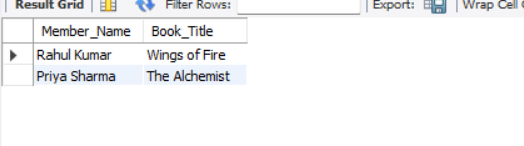 Result Grid Filter Rows: Export: Wrap Cell
Member_Name Book_Title
Rahul Kumar Wings of Fire
Priya Sharma The Alchemist